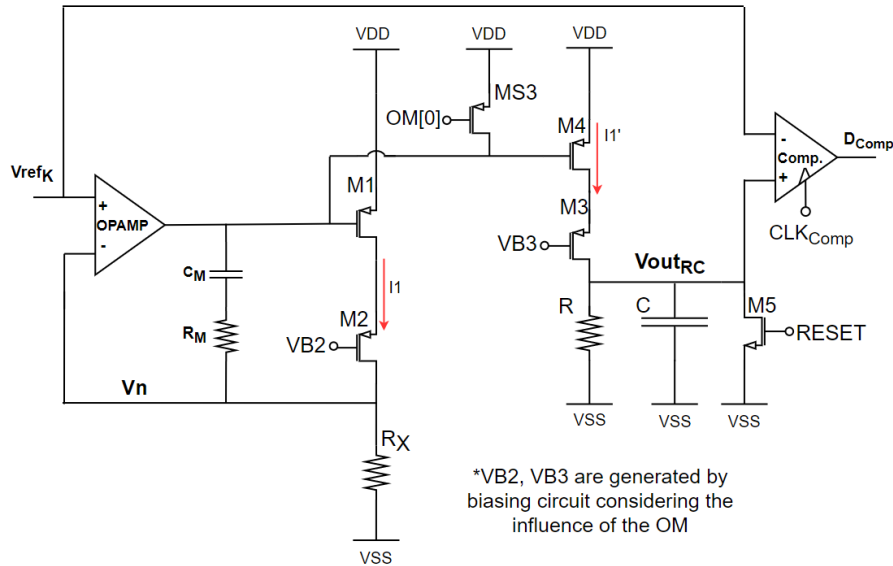 VDD
VDD
VDD
MS3
OM[0]
M4
I1'
D_Comp
Vref_K
+
OPAMP
-
M1
-
Comp.
+
M3
CLK_Comp
C_M
I1
VB3
Vout_RC
M2
R
C
M5
R_M
VB2
RESET
Vn
VSS
VSS
VSS
R_X
*VB2, VB3 are generated by
biasing circuit considering the
influence of the OM
VSS